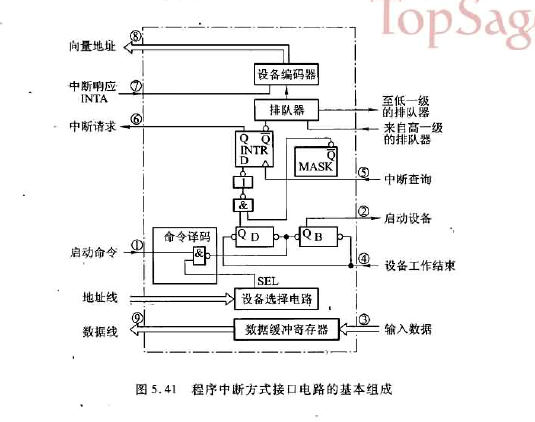 TopSage
⑧
向量地址
设备编码器
中断响应
INTA
⑦
排队器
至低一级
的排队器
来自高一级
的排队器
中断请求
⑥
Q Q
INTR
D
Q
MASK
⑤
中断查询
1
&
②
启动设备
命令译码
Q D
Q B
启动命令
①
&
④
设备工作结束
SEL
地址线
设备选择电路
⑨
数据线
数据缓冲寄存器
③
输入数据
图5.41 程序中断方式接口电路的基本组成